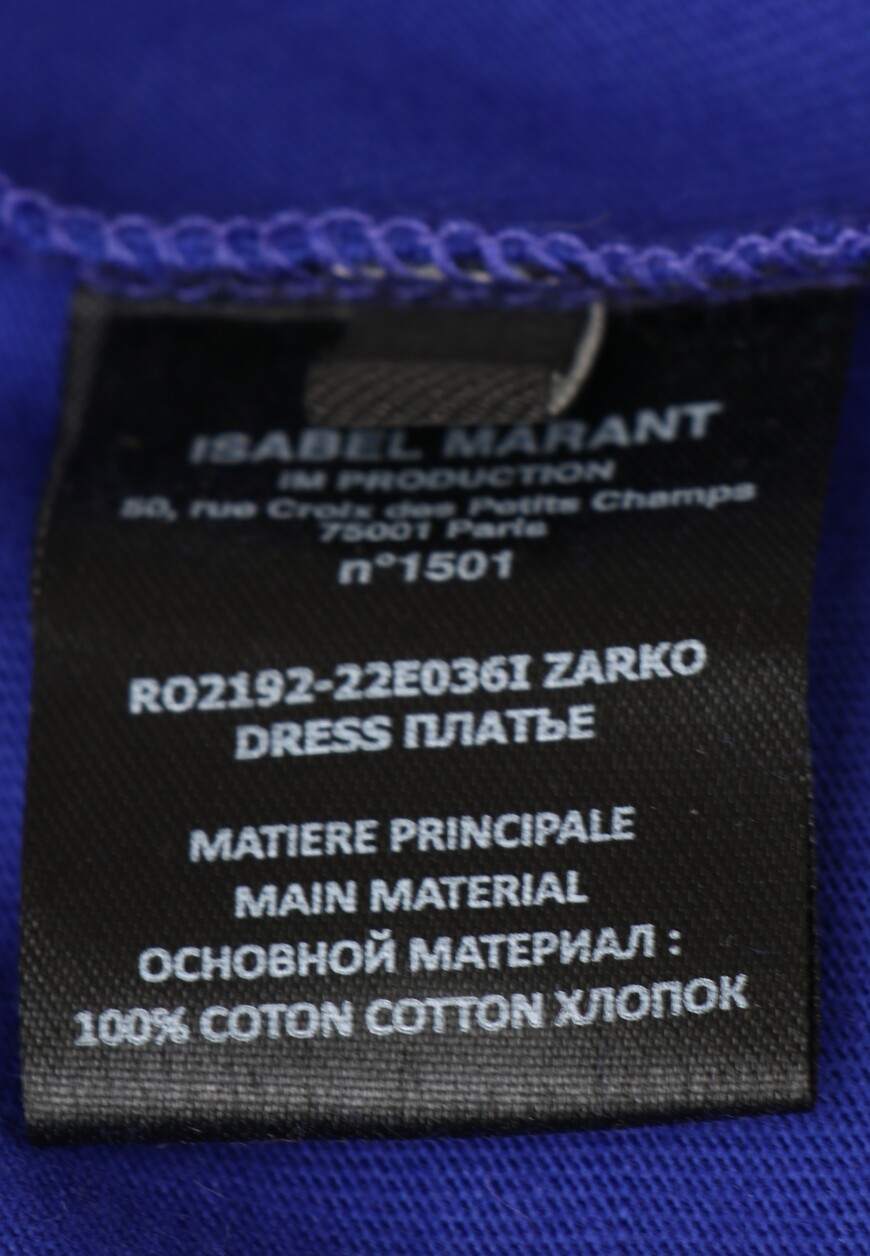 ISABEL MARANT
IM PRODUCTION
50, rue Croix des Petits Champs
75001 Paris
n°1501
RO2192-22E036I ZARKO
DRESS ПЛАТЬЕ
MATIERE PRINCIPALE
MAIN MATERIAL
ОСНОВНОЙ МАТЕРИАЛ :
100% COTON COTTON ХЛОПОК